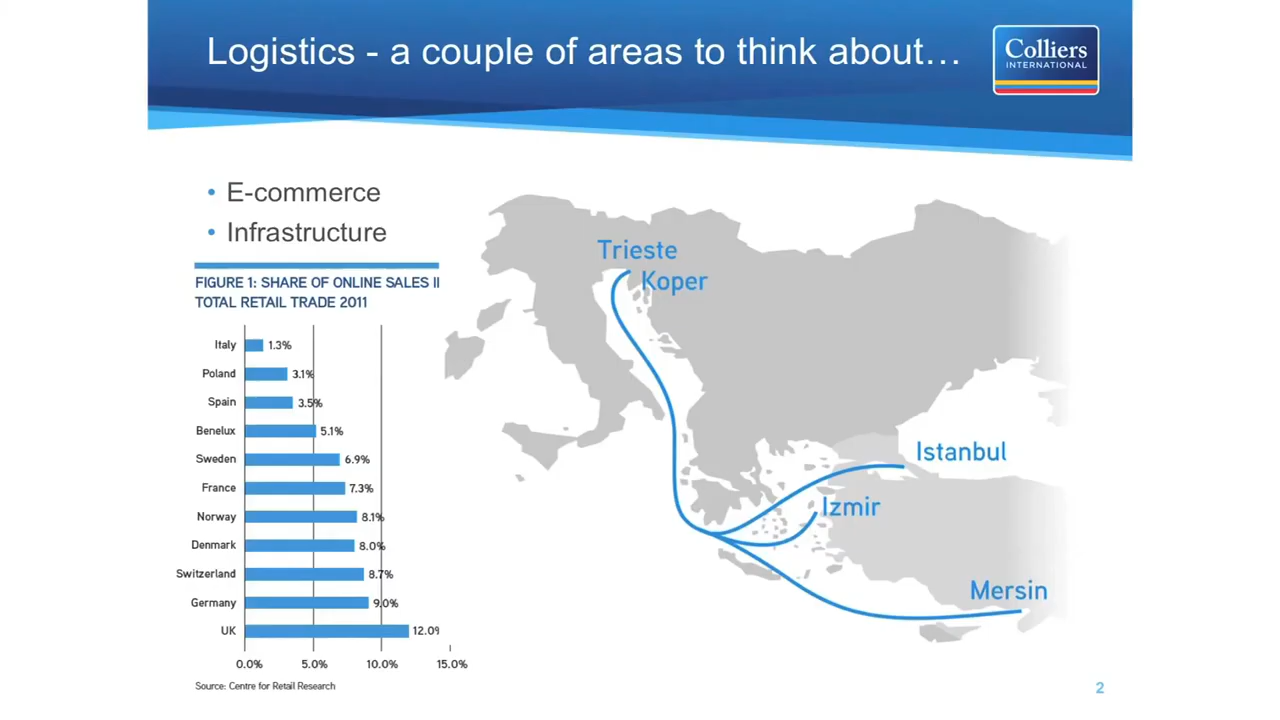 Logistics - a couple of areas to think about…
Colliers
INTERNATIONAL
• E-commerce
• Infrastructure
FIGURE 1: SHARE OF ONLINE SALES II
TOTAL RETAIL TRADE 2011
Italy 1.3%
Poland 3.1%
Spain 3.5%
Benelux 5.1%
Sweden 6.9%
France 7.3%
Norway 8.1%
Denmark 8.0%
Switzerland 8.7%
Germany 9.0%
UK 12.0%
0.0% 5.0% 10.0% 15.0%
Source: Centre for Retail Research
Trieste
Koper
Istanbul
Izmir
Mersin
2